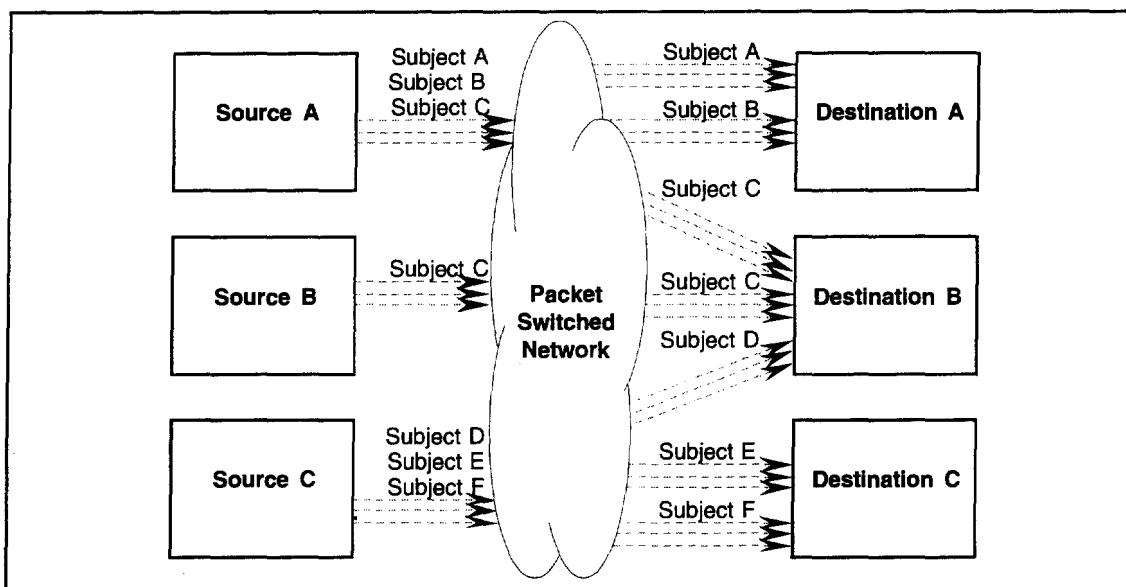 Subject A
Subject B
Subject C
Source A
Subject A
Subject B
Destination A
Subject C
Source B
Subject C
Packet
Switched
Network
Subject C
Subject D
Destination B
Source C
Subject D
Subject E
Subject F
Subject E
Subject F
Destination C